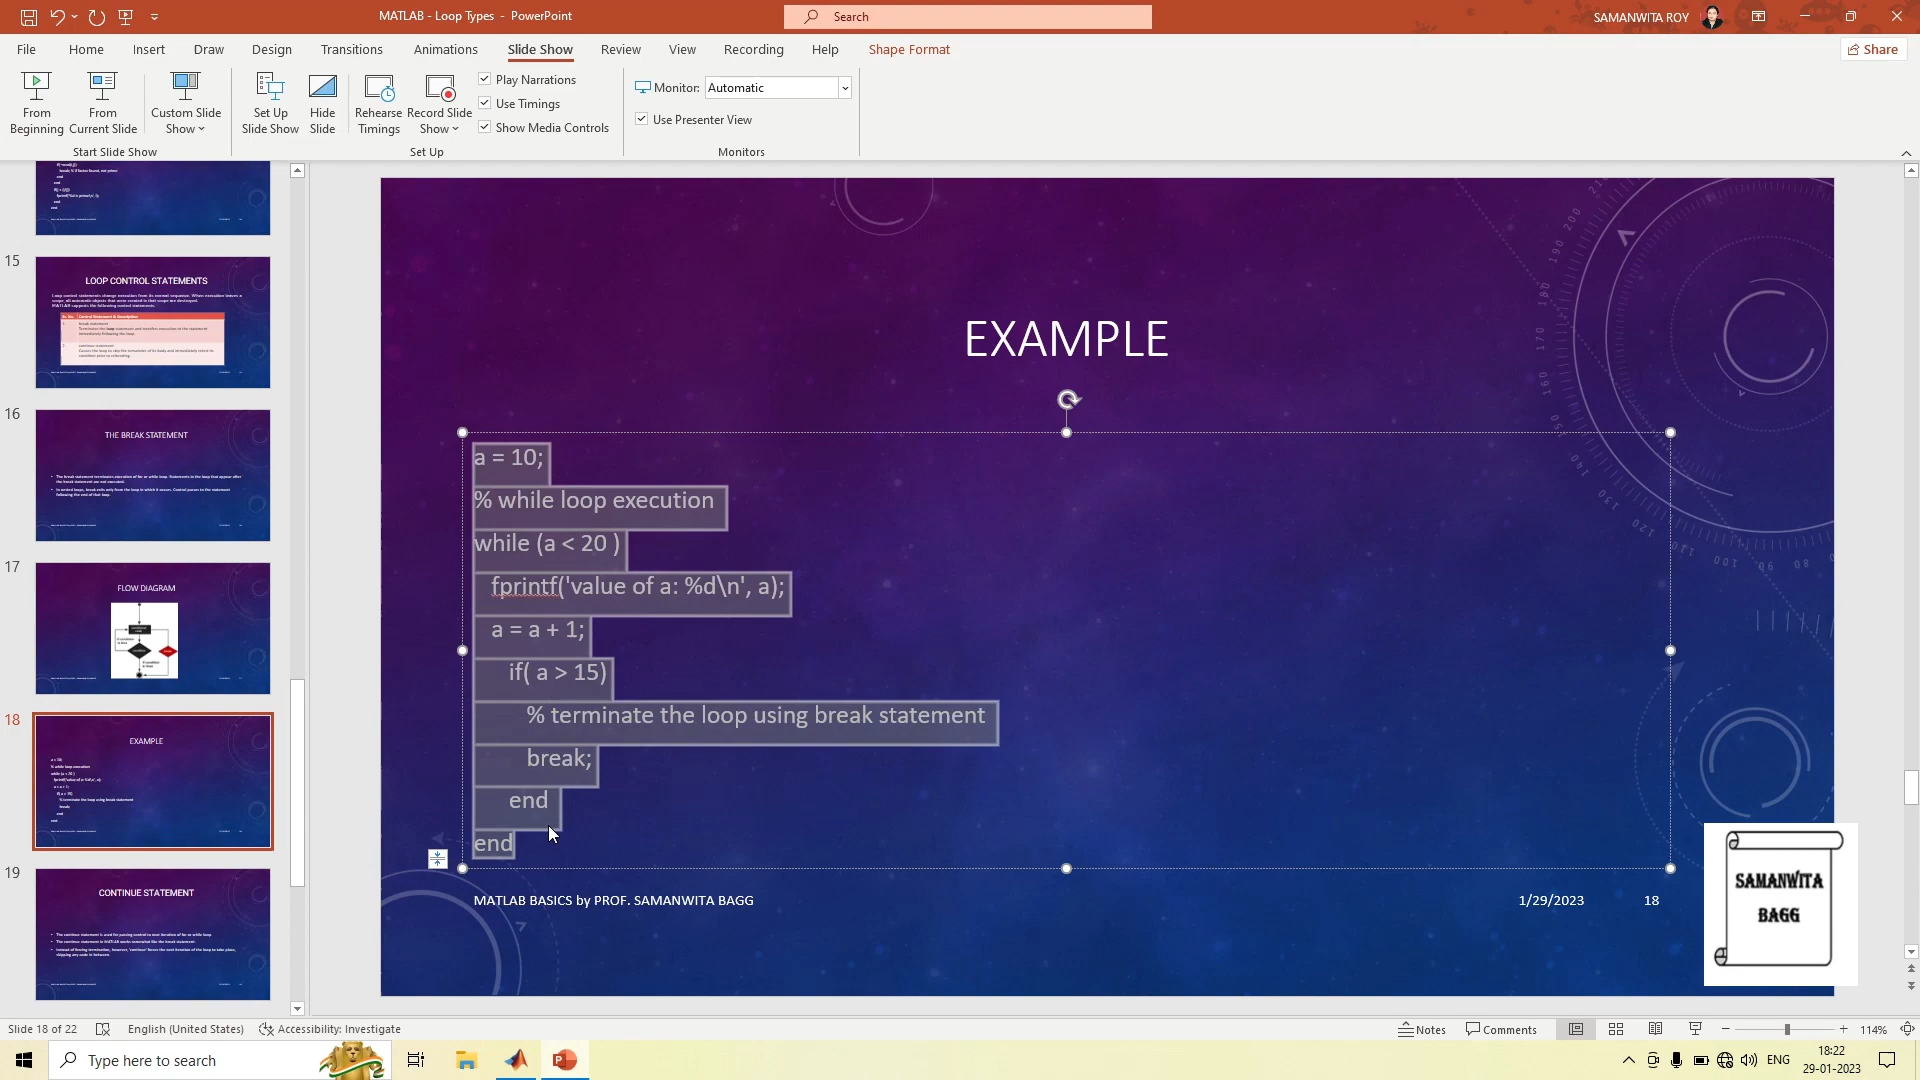 MATLAB - Loop Types - PowerPoint
Search
SAMANWITA ROY
File Home Insert Draw Design Transitions Animations Slide Show Review View Recording Help Shape Format
Share
From Beginning
From Current Slide
Custom Slide Show
Set Up Slide Show
Hide Slide
Rehearse Timings
Record Slide Show
Play Narrations
Use Timings
Show Media Controls
Monitor: Automatic
Use Presenter View
Start Slide Show
Set Up
Monitors
15
LOOP CONTROL STATEMENTS
16
THE BREAK STATEMENT
17
FLOW DIAGRAM
18
EXAMPLE
19
CONTINUE STATEMENT
EXAMPLE
a = 10;
% while loop execution
while (a < 20 )
fprintf('value of a: %d\n', a);
a = a + 1;
if( a > 15)
% terminate the loop using break statement
break;
end
end
MATLAB BASICS by PROF. SAMANWITA BAGG
1/29/2023
18
SAMANWITA
BAGG
Slide 18 of 22
English (United States)
Accessibility: Investigate
Notes
Comments
114%
Type here to search
ENG
18:22
29-01-2023